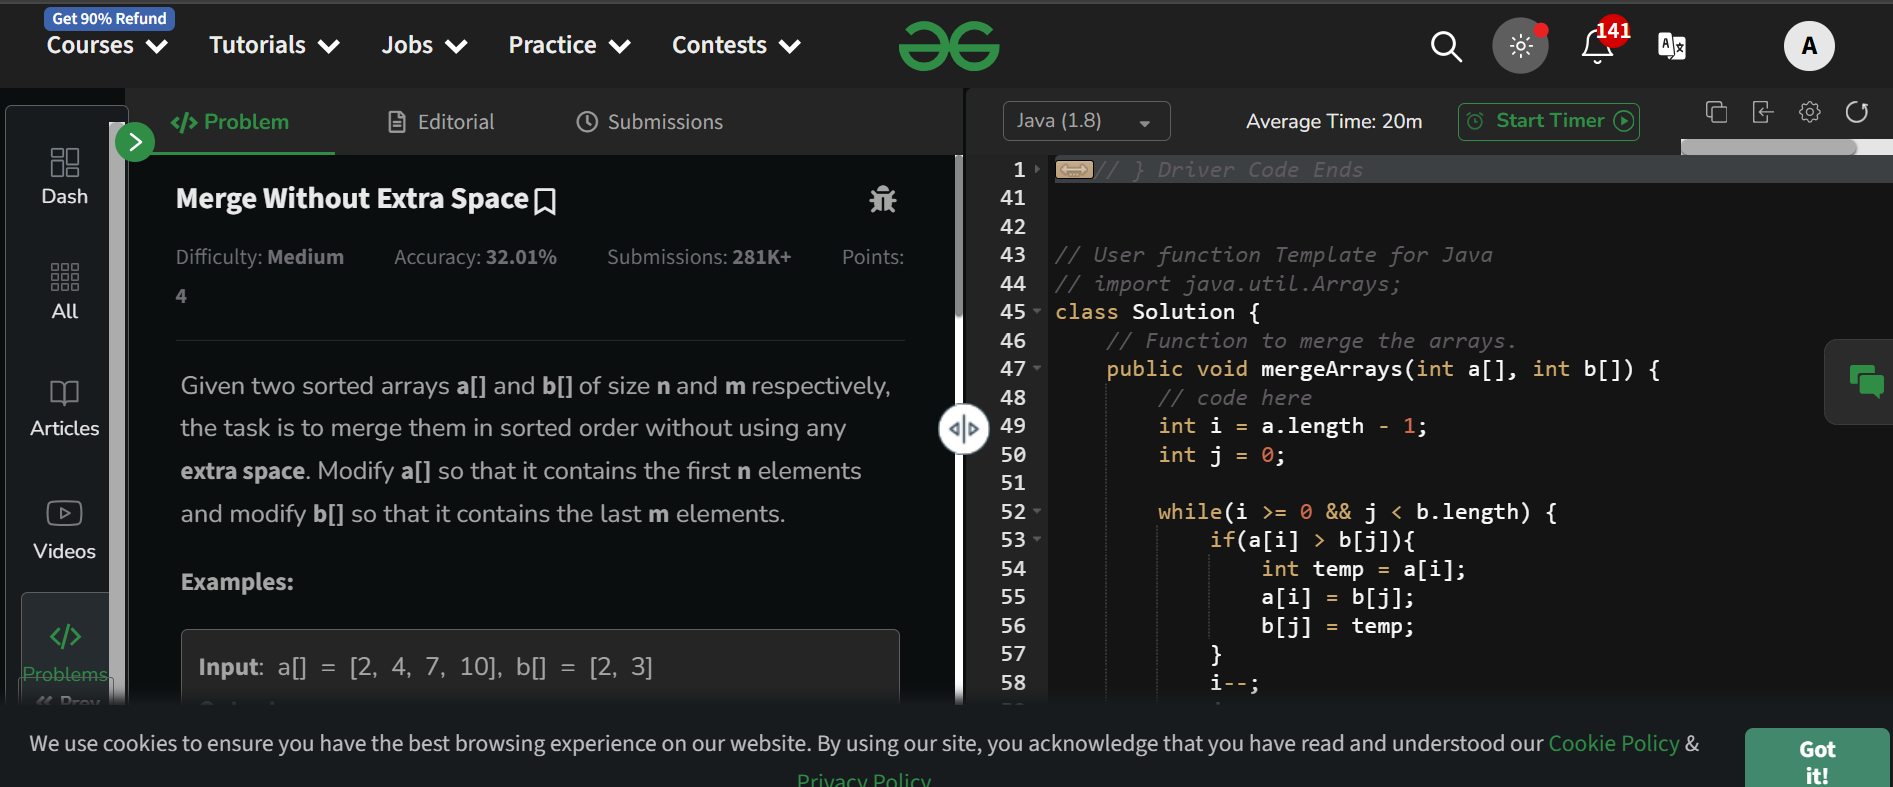 Get 90% Refund
Courses Tutorials Jobs Practice Contests
141
A
Problem Editorial Submissions
Java (1.8) Average Time: 20m Start Timer
Dash
All
Articles
Videos
Problems
Prev
Merge Without Extra Space
Difficulty: Medium Accuracy: 32.01% Submissions: 281K+ Points:
4
Given two sorted arrays a[] and b[] of size n and m respectively,
the task is to merge them in sorted order without using any
extra space. Modify a[] so that it contains the first n elements
and modify b[] so that it contains the last m elements.
Examples:
Input: a[] = [2, 4, 7, 10], b[] = [2, 3]
1 // } Driver Code Ends
41
42
43 // User function Template for Java
44 // import java.util.Arrays;
45 class Solution {
46 // Function to merge the arrays.
47 public void mergeArrays(int a[], int b[]) {
48 // code here
49 int i = a.length - 1;
50 int j = 0;
51
52 while(i >= 0 && j < b.length) {
53 if(a[i] > b[j]){
54 int temp = a[i];
55 a[i] = b[j];
56 b[j] = temp;
57 }
58 i--;
We use cookies to ensure you have the best browsing experience on our website. By using our site, you acknowledge that you have read and understood our Cookie Policy &
Privacy Policy
Got
it!